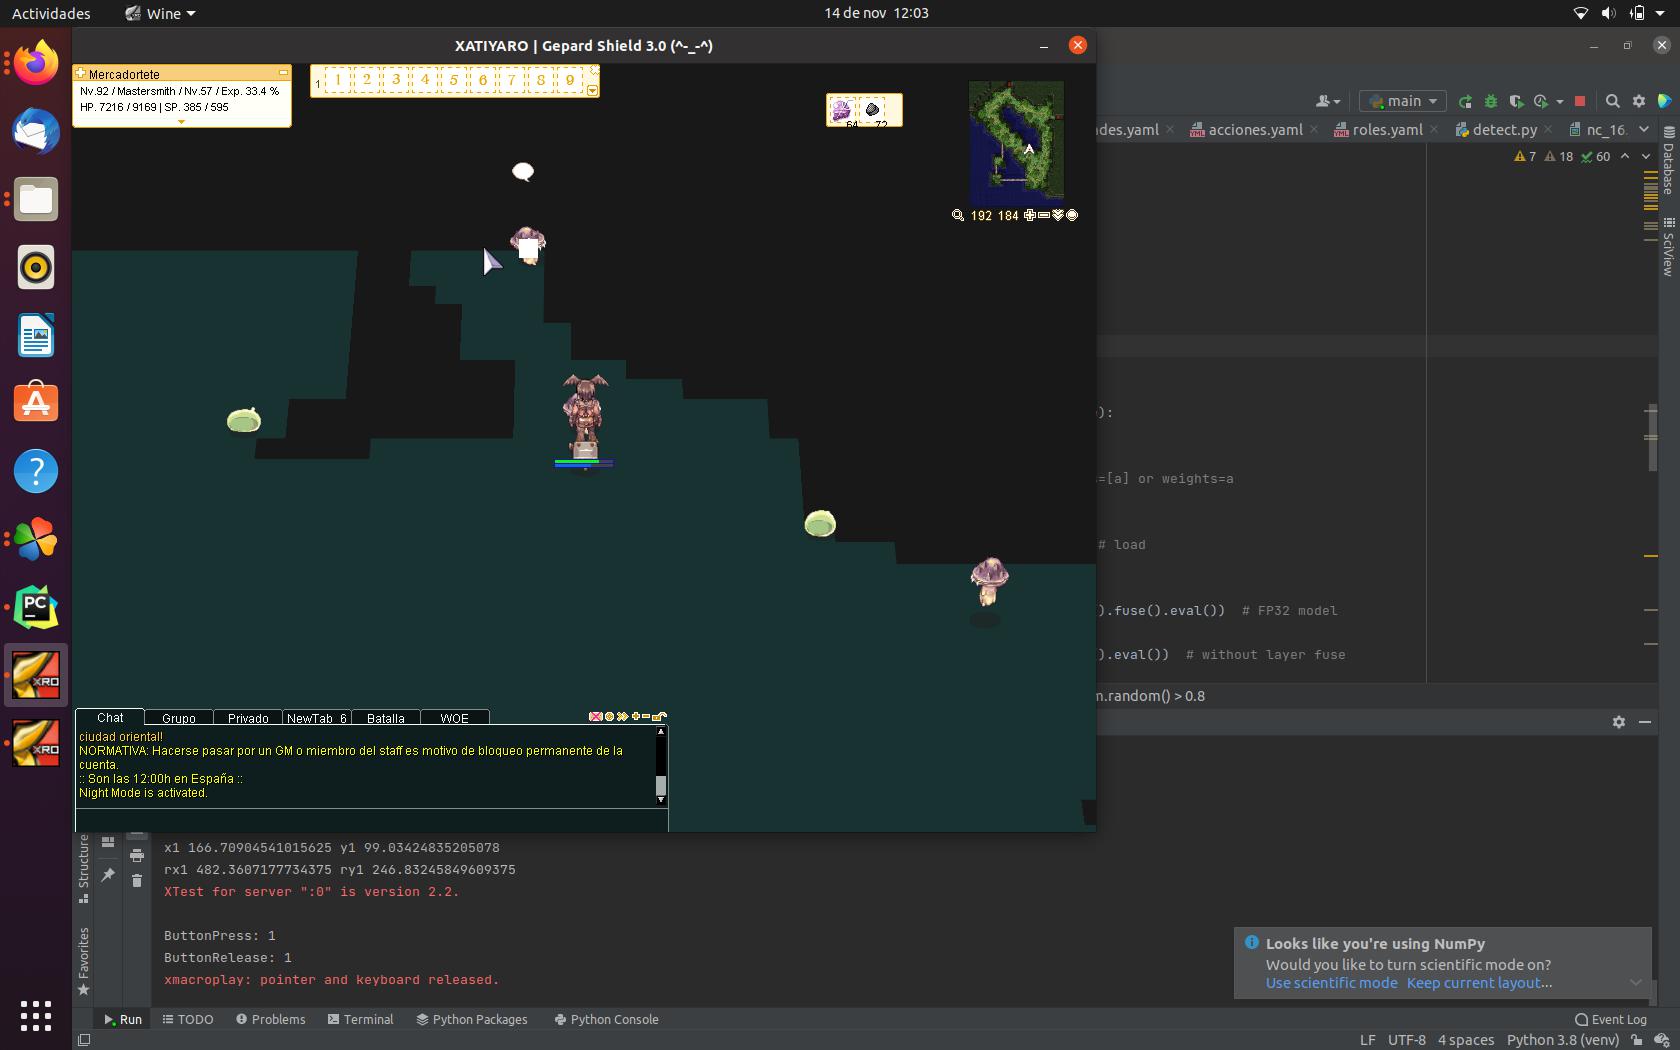 Actividades
Wine
14 de nov 12:03
XATIYARO | Gepard Shield 3.0 (^-_-^)
Mercadortete
Nv.92 / Mastersmith / Nv.57 / Exp. 33.4 %
HP. 7216 / 9169 | SP. 385 / 595
1 1 2 3 4 5 6 7 8 9
64 72
192 184
main
des.yaml
acciones.yaml
roles.yaml
detect.py
nc_16.
7 18 60
Database
SciView
):
=[a] or weights=a
# load
).fuse().eval()) # FP32 model
).eval()) # without layer fuse
m.random() > 0.8
XRO
XRO
PC
Chat Grupo Privado NewTab_6 Batalla WOE
ciudad oriental!
NORMATIVA: Hacerse pasar por un GM o miembro del staff es motivo de bloqueo permanente de la
cuenta.
:: Son las 12:00h en España ::
Night Mode is activated.
Structure
Favorites
x1 166.70904541015625 y1 99.03424835205078
rx1 482.3607177734375 ry1 246.83245849609375
XTest for server ":0" is version 2.2.
ButtonPress: 1
ButtonRelease: 1
xmacroplay: pointer and keyboard released.
Looks like you're using NumPy
Would you like to turn scientific mode on?
Use scientific mode Keep current layout...
Run TODO Problems Terminal Python Packages Python Console
Event Log
LF UTF-8 4 spaces Python 3.8 (venv)